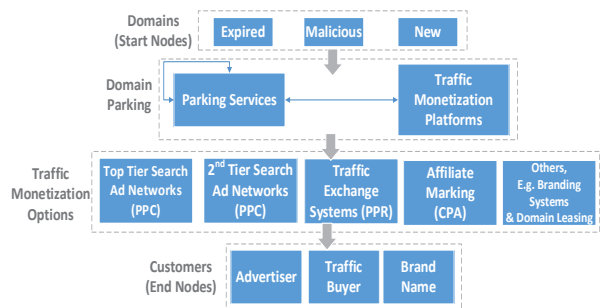 Domains
(Start Nodes)
Expired
Malicious
New
Domain
Parking
Parking Services
Traffic
Monetization
Platforms
Traffic
Monetization
Options
Top Tier Search
Ad Networks
(PPC)
2nd Tier Search
Ad Networks
(PPC)
Traffic
Exchange
Systems (PPR)
Affiliate
Marking
(CPA)
Others,
E.g. Branding
Systems
& Domain Leasing
Customers
(End Nodes)
Advertiser
Traffic
Buyer
Brand
Name